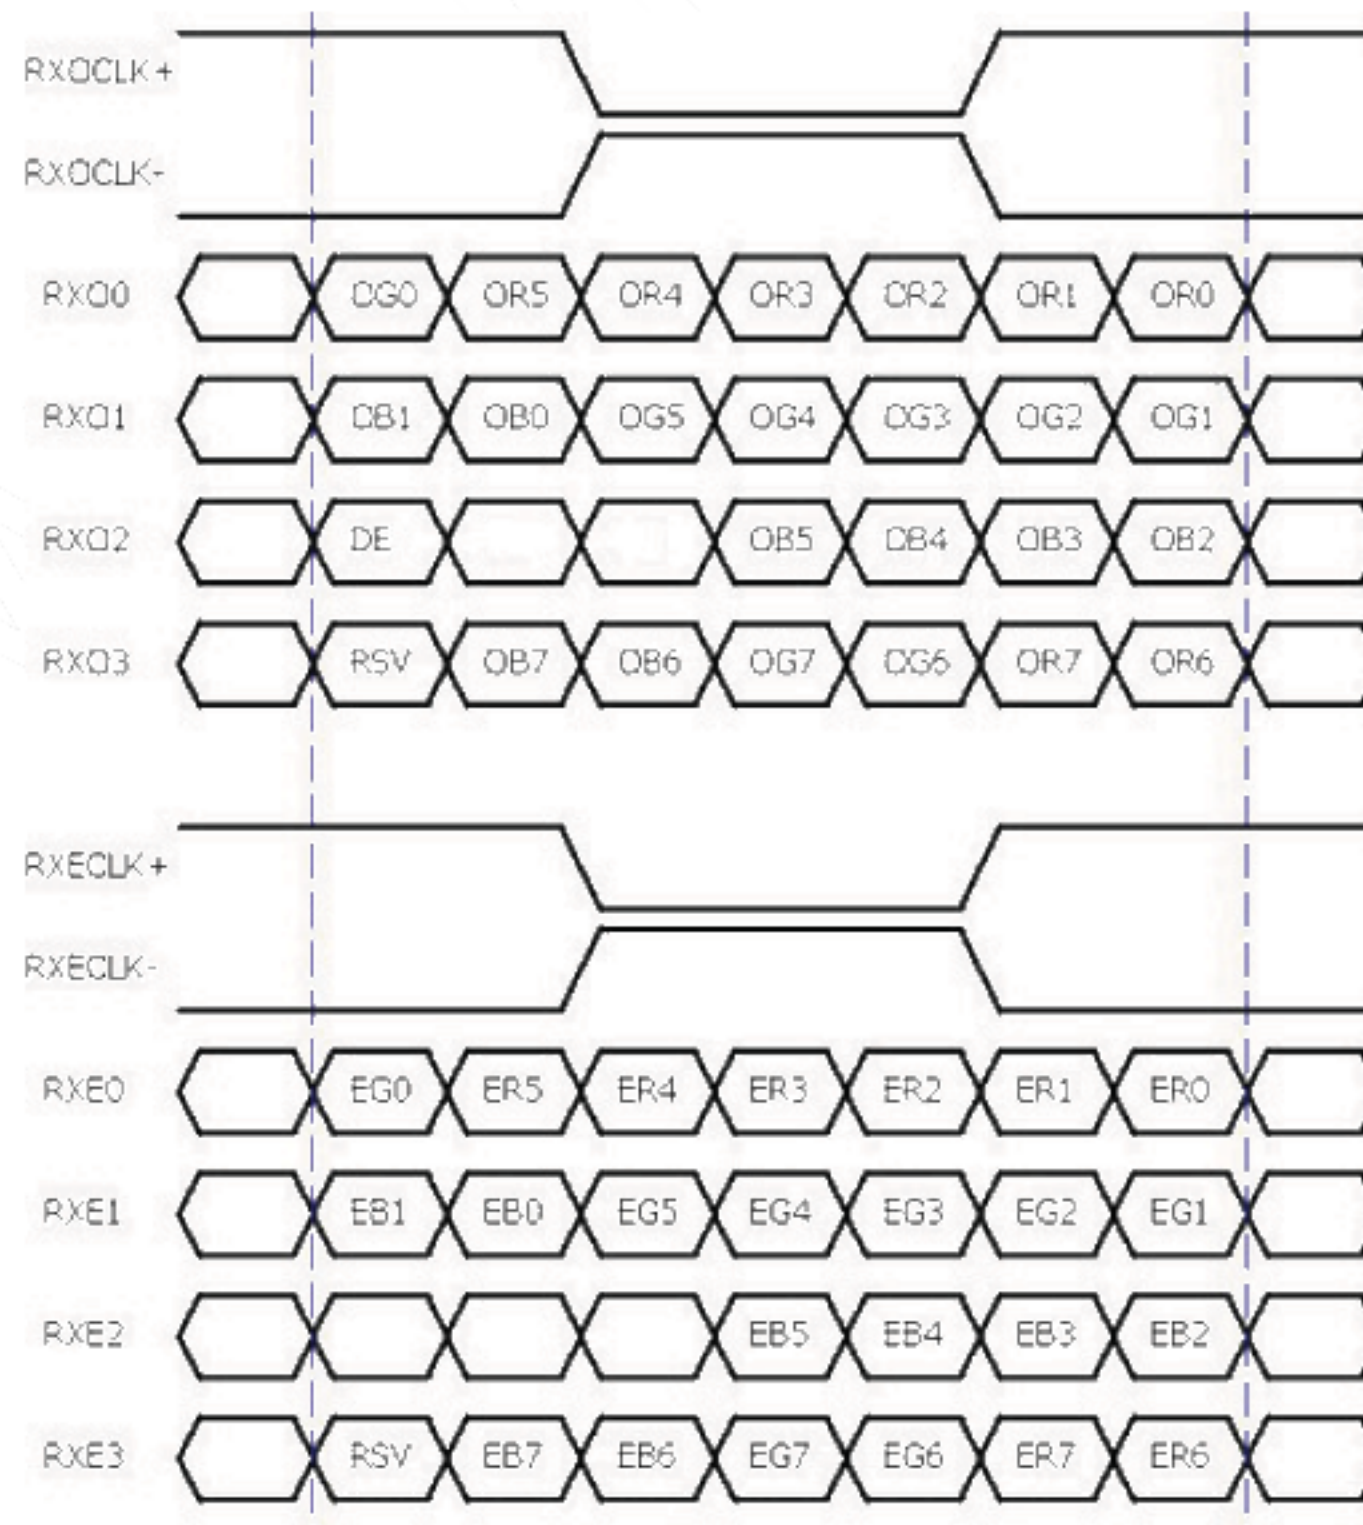 RXOCLK+
RXOCLK-
RXO0 OG0 OR5 OR4 OR3 OR2 OR1 OR0
RXO1 OB1 OB0 OG5 OG4 OG3 OG2 OG1
RXO2 DE OB5 OB4 OB3 OB2
RXO3 RSV OB7 OB6 OG7 OG6 OR7 OR6
RXECLK+
RXECLK-
RXE0 EG0 ER5 ER4 ER3 ER2 ER1 ER0
RXE1 EB1 EB0 EG5 EG4 EG3 EG2 EG1
RXE2 EB5 EB4 EB3 EB2
RXE3 RSV EB7 EB6 EG7 EG6 ER7 ER6